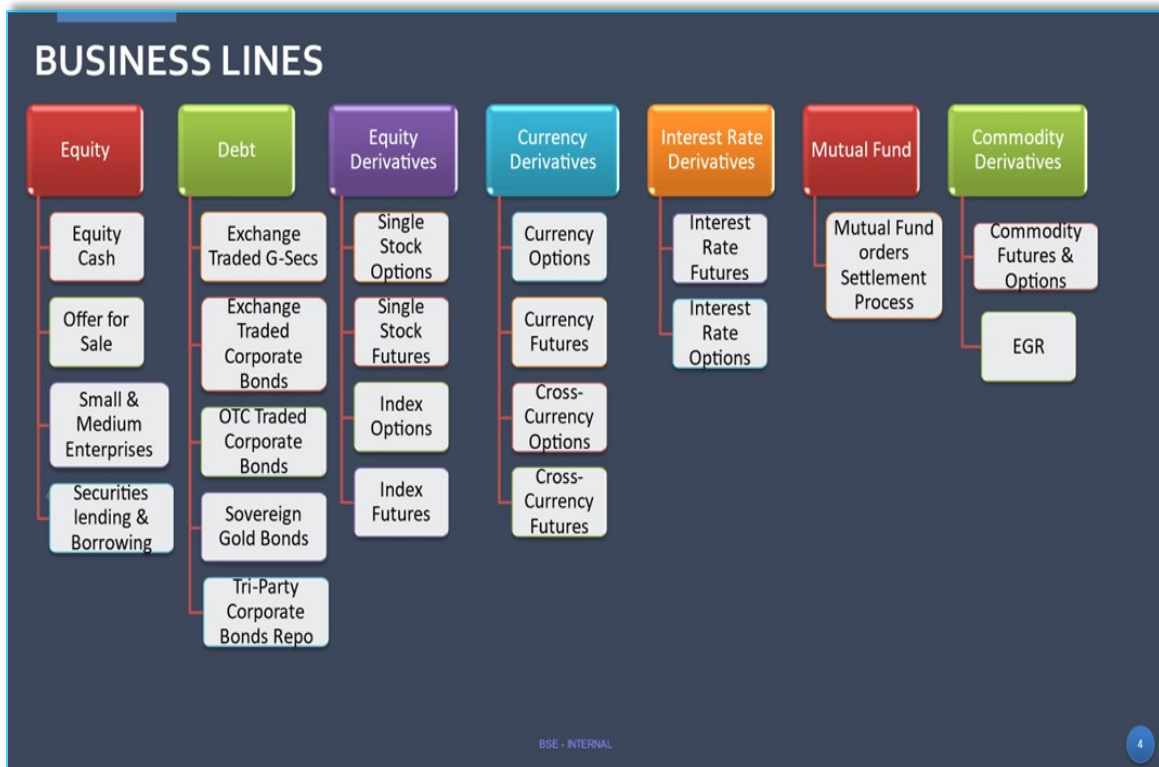 BUSINESS LINES
Equity
Equity
Cash
Offer for
Sale
Small &
Medium
Enterprises
Securities
lending &
Borrowing
Debt
Exchange
Traded G-Secs
Exchange
Traded
Corporate
Bonds
OTC Traded
Corporate
Bonds
Sovereign
Gold Bonds
Tri-Party
Corporate
Bonds Repo
Equity
Derivatives
Single
Stock
Options
Single
Stock
Futures
Index
Options
Index
Futures
Currency
Derivatives
Currency
Options
Currency
Futures
Cross-
Currency
Options
Cross-
Currency
Futures
Interest Rate
Derivatives
Interest
Rate
Futures
Interest
Rate
Options
Mutual Fund
Mutual Fund
orders
Settlement
Process
Commodity
Derivatives
Commodity
Futures &
Options
EGR
BSE - INTERNAL
4